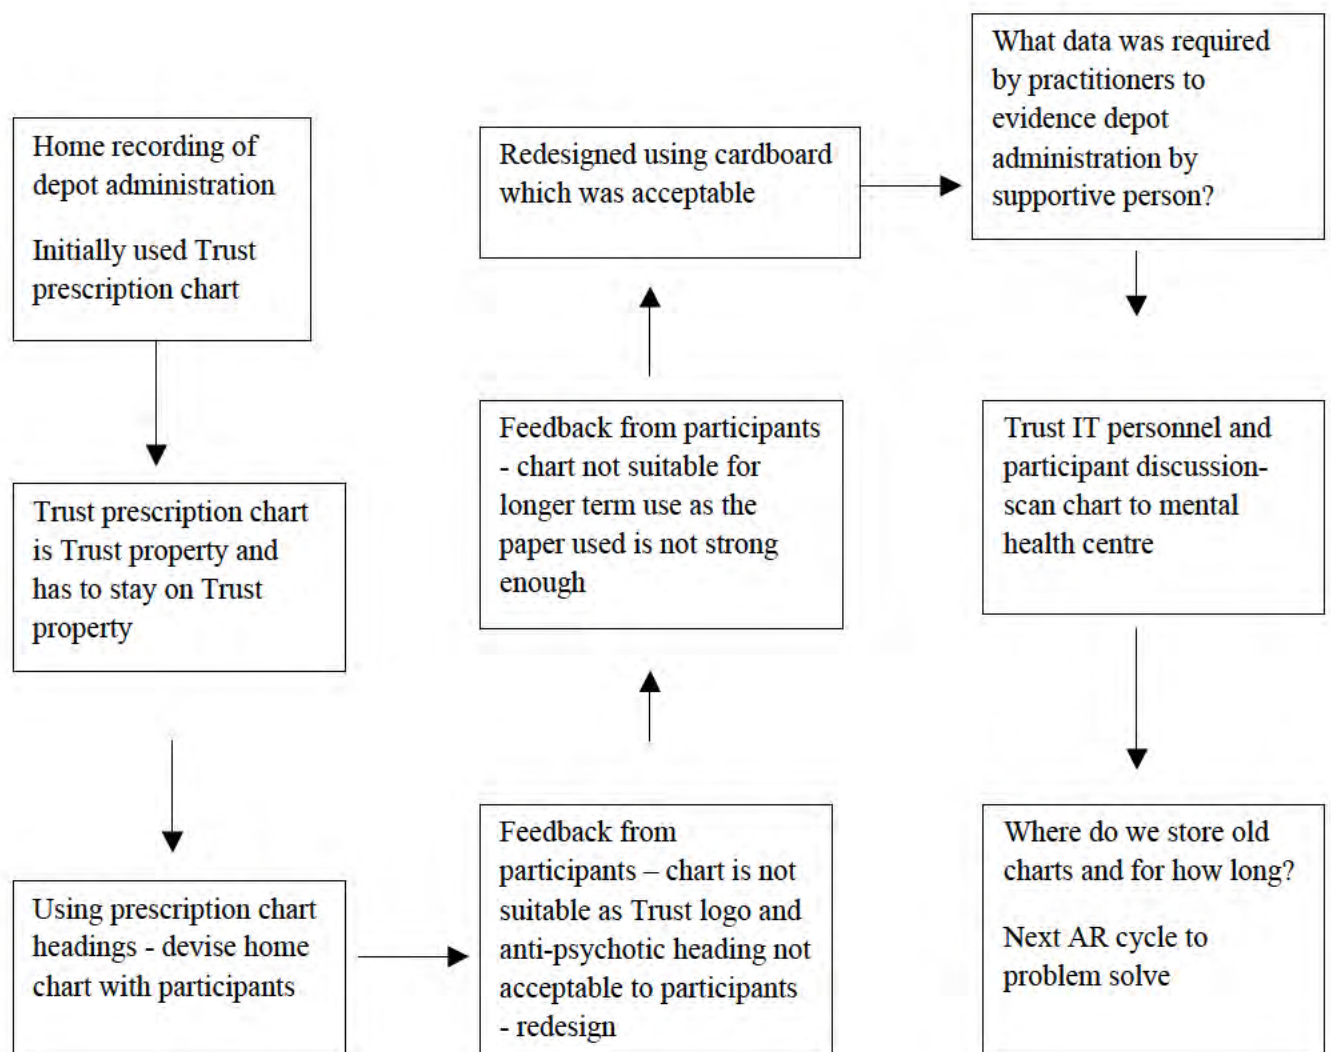 Home recording of
depot administration
Initially used Trust
prescription chart
Trust prescription chart
is Trust property and
has to stay on Trust
property
Using prescription chart
headings - devise home
chart with participants
Feedback from
participants – chart is not
suitable as Trust logo and
anti-psychotic heading not
acceptable to participants
- redesign
Feedback from participants
- chart not suitable for
longer term use as the
paper used is not strong
enough
Redesigned using cardboard
which was acceptable
What data was required
by practitioners to
evidence depot
administration by
supportive person?
Trust IT personnel and
participant discussion-
scan chart to mental
health centre
Where do we store old
charts and for how long?
Next AR cycle to
problem solve